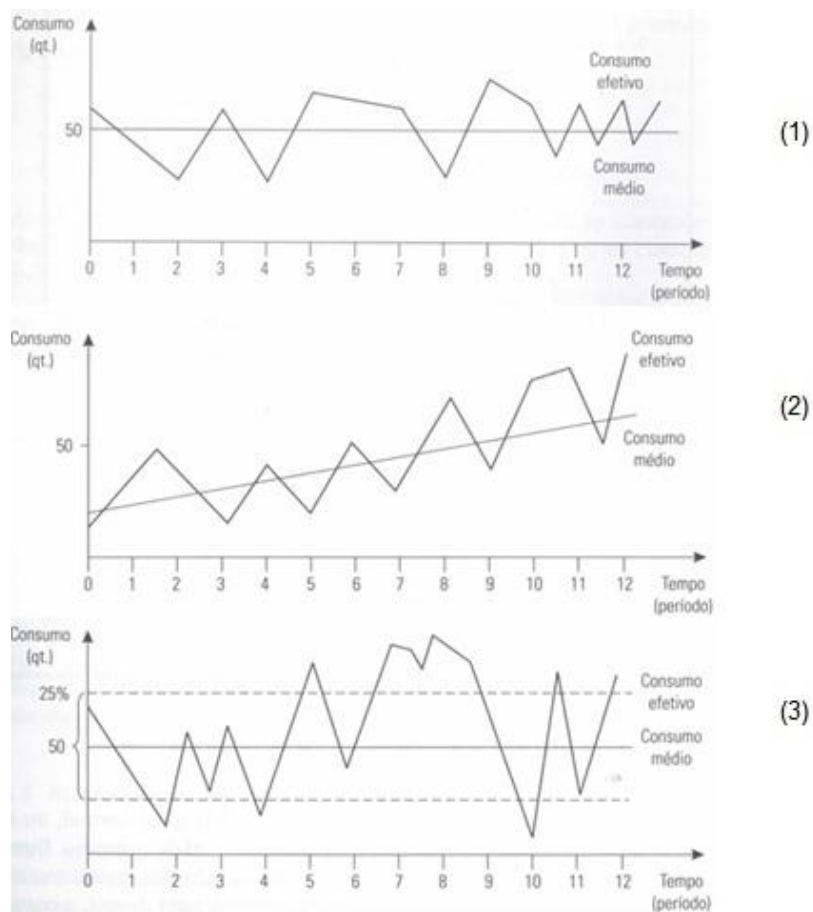 Consumo
(qt.)
Consumo
efetivo
50
(1)
Consumo
médio
0 1 2 3 4 5 6 7 8 9 10 11 12 Tempo
(período)
Consumo
(qt.)
Consumo
efetivo
(2)
50
Consumo
médio
0 1 2 3 4 5 6 7 8 9 10 11 12 Tempo
(período)
Consumo
(qt.)
25%
Consumo
efetivo
(3)
50
Consumo
médio
0 1 2 3 4 5 6 7 8 9 10 11 12 Tempo
(período)